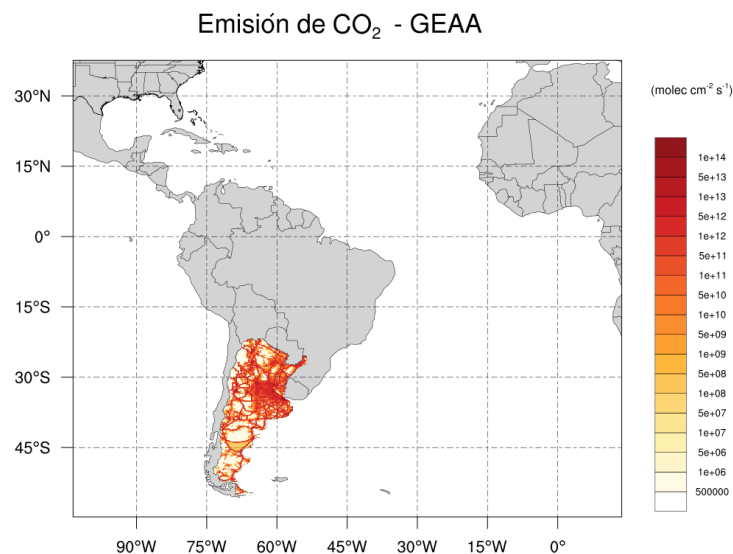 Emisión de CO₂ - GEAA
(molec cm⁻² s⁻¹)
30°N
15°N
0°
15°S
30°S
45°S
90°W
75°W
60°W
45°W
30°W
15°W
0°
1e+14
5e+13
1e+13
5e+12
1e+12
5e+11
1e+11
5e+10
1e+10
5e+09
1e+09
5e+08
1e+08
5e+07
1e+07
5e+06
1e+06
500000